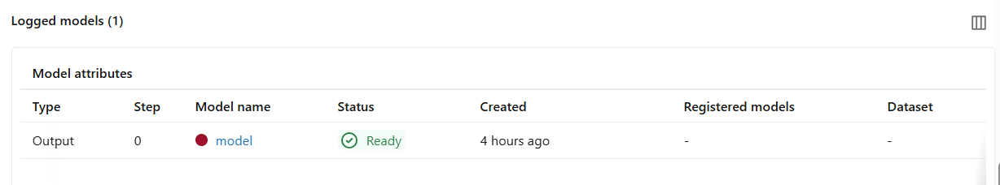 Logged models (1)
Model attributes
Type Step Model name Status Created Registered models Dataset
Output 0 model Ready 4 hours ago - -